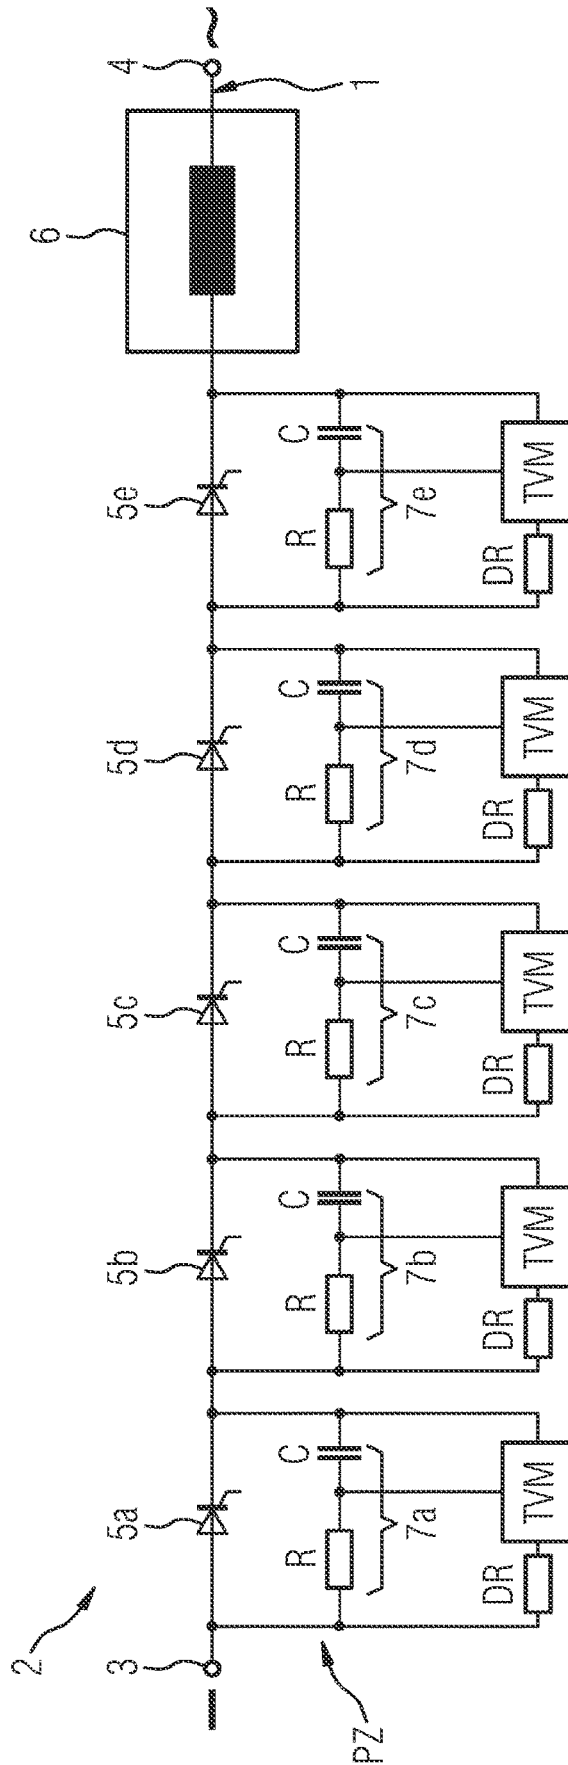 2
6
3 5a 5b 5c 5d 5e 4
– ~
R C R C R C R C R C
PZ 1
7a 7b 7c 7d 7e
DR TVM DR TVM DR TVM DR TVM DR TVM